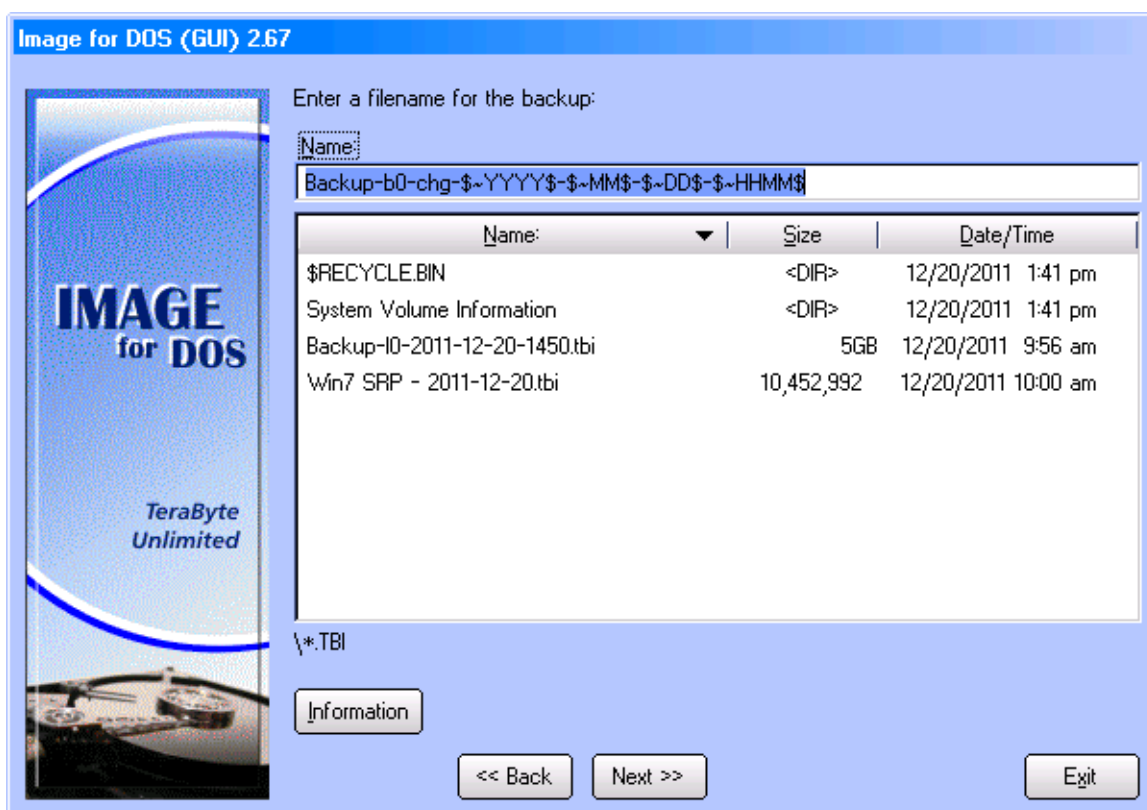 Image for DOS (GUI) 2.67
Enter a filename for the backup:
Name:
Backup-b0-chg-$~YYYY$-$~MM$-$~DD$-$~HHMM$
Name: Size Date/Time
$RECYCLE.BIN <DIR> 12/20/2011 1:41 pm
System Volume Information <DIR> 12/20/2011 1:41 pm
Backup-I0-2011-12-20-1450.tbi 5GB 12/20/2011 9:56 am
Win7 SRP - 2011-12-20.tbi 10,452,992 12/20/2011 10:00 am
IMAGE
for DOS
TeraByte
Unlimited
\*.TBI
Information
<< Back Next >> Exit